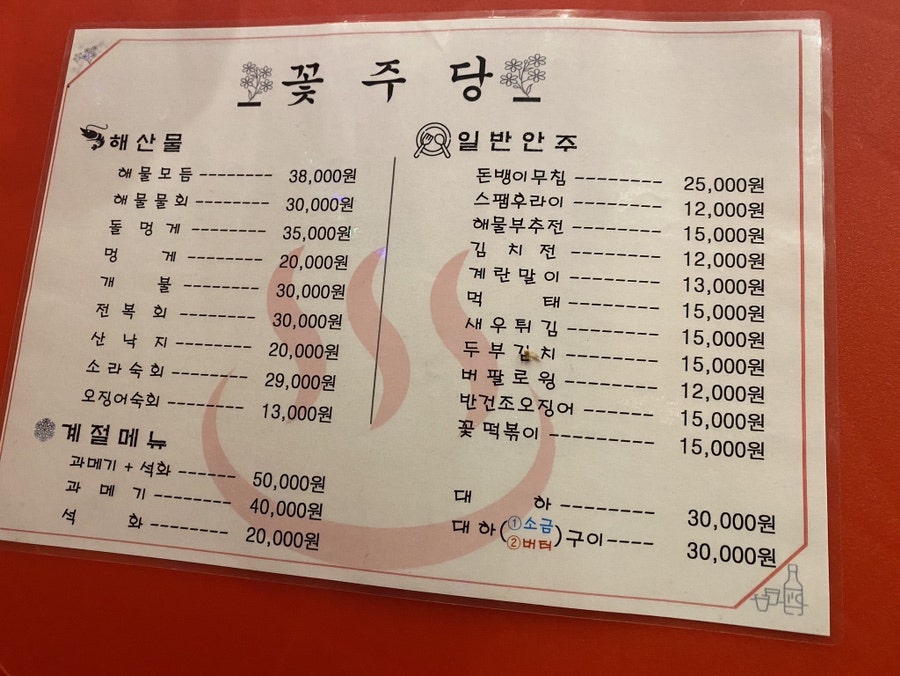 꽃 주 당
해산물
해물모듬 -------- 38,000원
해물물회 -------- 30,000원
돌 멍 게 -------- 35,000원
멍 게 -------- 20,000원
개 불 -------- 30,000원
전 복 회 -------- 30,000원
산 낙 지 -------- 20,000원
소라숙회 -------- 29,000원
오징어숙회 -------- 13,000원
계절메뉴
과메기 + 석화 ------ 50,000원
과 메 기 -------- 40,000원
석 화 -------- 20,000원
일반안주
돈뱅이무침 -------- 25,000원
스팸후라이 -------- 12,000원
해물부추전 -------- 15,000원
김 치 전 -------- 12,000원
계란말이 -------- 13,000원
먹 태 -------- 15,000원
새우튀김 -------- 15,000원
두부김치 -------- 15,000원
버팔로윙 -------- 12,000원
반건조오징어 ------ 15,000원
꽃 떡볶이 -------- 15,000원
대 하 -------- 30,000원
대하(①소금 ②버터)구이---- 30,000원